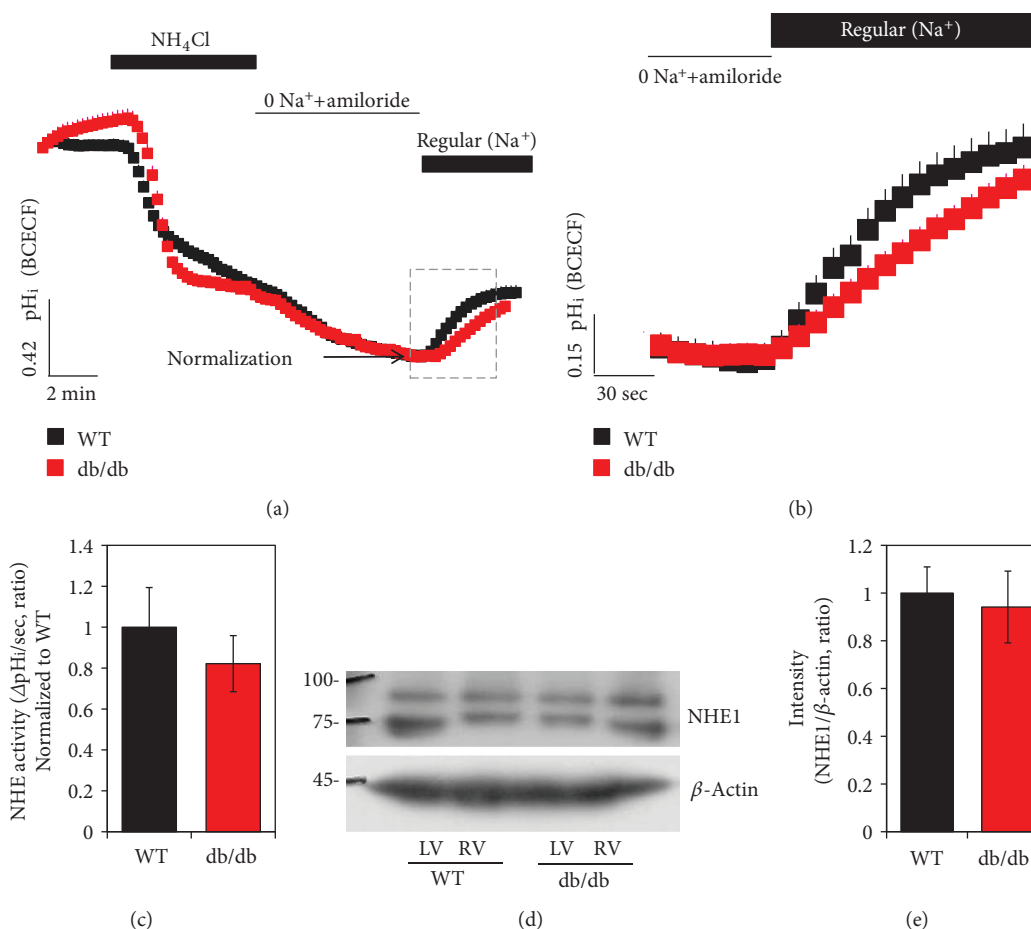 NH₄Cl
0 Na⁺+amiloride
Regular (Na⁺)
pHi (BCECF)
0.42
Normalization
2 min
WT
db/db
(a)
Regular (Na⁺)
0 Na⁺+amiloride
pHi (BCECF)
0.15
30 sec
WT
db/db
(b)
NHE activity (ΔpHi/sec, ratio)
Normalized to WT
1.4
1.2
1
0.8
0.6
0.4
0.2
0
WT
db/db
(c)
100-
75-
45-
NHE1
β-Actin
LV RV LV RV
WT db/db
(d)
Intensity
(NHE1/β-actin, ratio)
1.2
1
0.8
0.6
0.4
0.2
0
WT
db/db
(e)